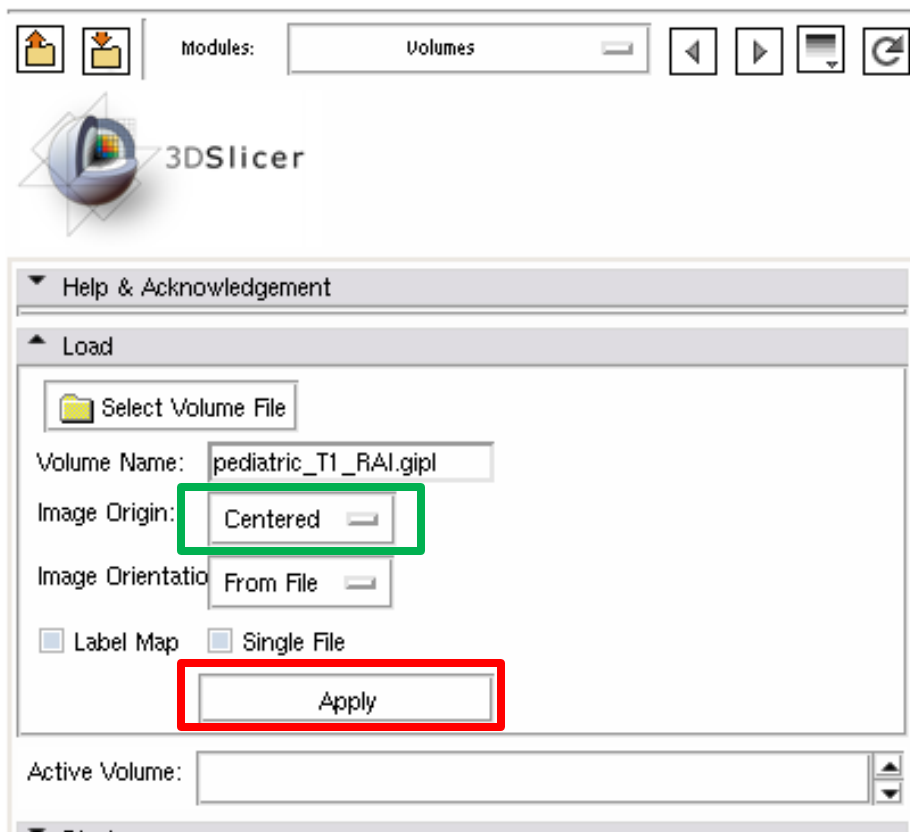 Modules: Volumes
3DSlicer
Help & Acknowledgement
Load
Select Volume File
Volume Name: pediatric_T1_RAI.gipl
Image Origin: Centered
Image Orientatio From File
Label Map Single File
Apply
Active Volume: